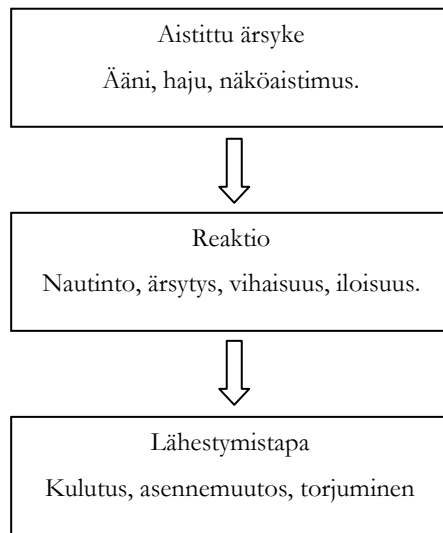 Aistittu ärsyke
Ääni, haju, näköaistimus.
Reaktio
Nautinto, ärsytys, vihaisuus, iloisuus.
Lähestymistapa
Kulutus, asennemuutos, torjuminen